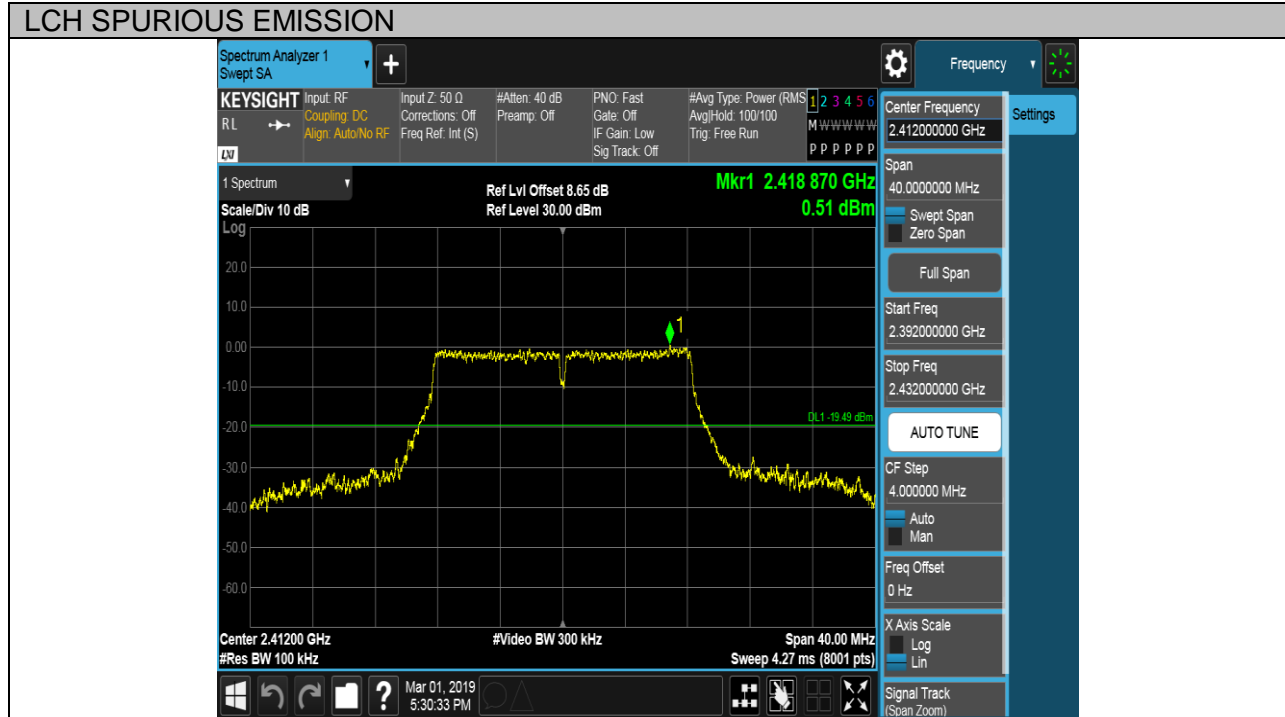 LCH SPURIOUS EMISSION
Spectrum Analyzer 1
Swept SA
Frequency
KEYSIGHT
RL
LXI
Input: RF
Coupling: DC
Align: Auto/No RF
Input Z: 50 Ω
Corrections: Off
Freq Ref: Int (S)
#Atten: 40 dB
Preamp: Off
PNO: Fast
Gate: Off
IF Gain: Low
Sig Track: Off
#Avg Type: Power (RMS
Avg|Hold: 100/100
Trig: Free Run
1 2 3 4 5 6
M W W W W W
P P P P P P
1 Spectrum
Scale/Div 10 dB
Ref Lvl Offset 8.65 dB
Ref Level 30.00 dBm
Mkr1 2.418 870 GHz
0.51 dBm
Log
20.0
10.0
0.00
-10.0
-20.0
-30.0
-40.0
-50.0
-60.0
1
DL1 -19.49 dBm
Center 2.41200 GHz
#Res BW 100 kHz
#Video BW 300 kHz
Span 40.00 MHz
Sweep 4.27 ms (8001 pts)
Center Frequency
2.412000000 GHz
Settings
Span
40.0000000 MHz
Swept Span
Zero Span
Full Span
Start Freq
2.392000000 GHz
Stop Freq
2.432000000 GHz
AUTO TUNE
CF Step
4.000000 MHz
Auto
Man
Freq Offset
0 Hz
X Axis Scale
Log
Lin
Signal Track
(Span Zoom)
?
Mar 01, 2019
5:30:33 PM